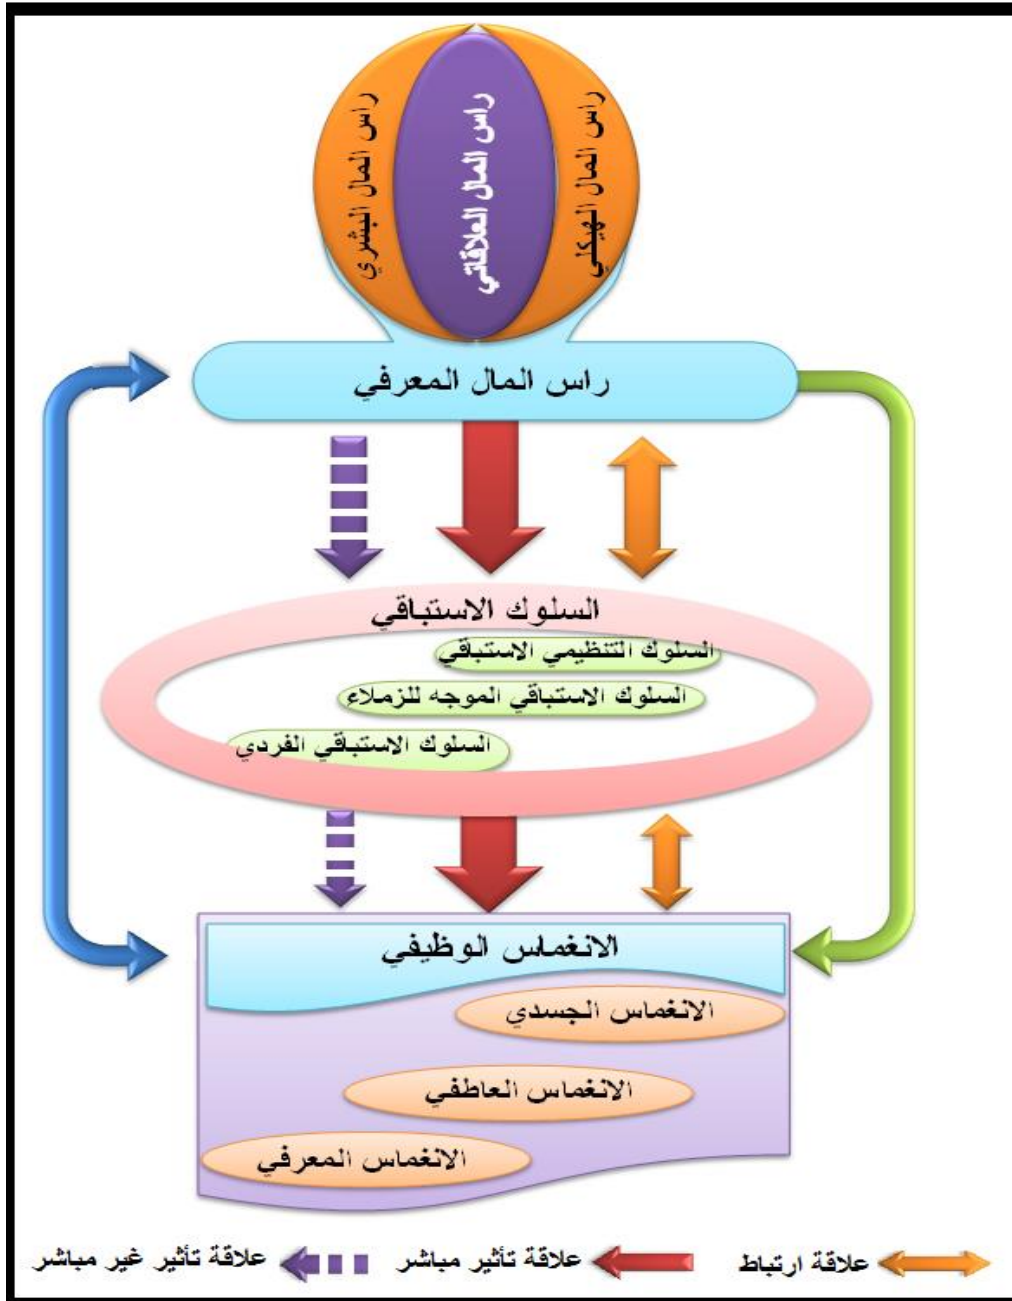 راس المال الهيكلي
راس المال العلاقاتي
راس المال البشري
راس المال المعرفي
السلوك الاستباقي
السلوك التنظيمي الاستباقي
السلوك الاستباقي الموجه للزملاء
السلوك الاستباقي الفردي
الانغماس الوظيفي
الانغماس الجسدي
الانغماس العاطفي
الانغماس المعرفي
علاقة ارتباط
علاقة تأثير مباشر
علاقة تأثير غير مباشر